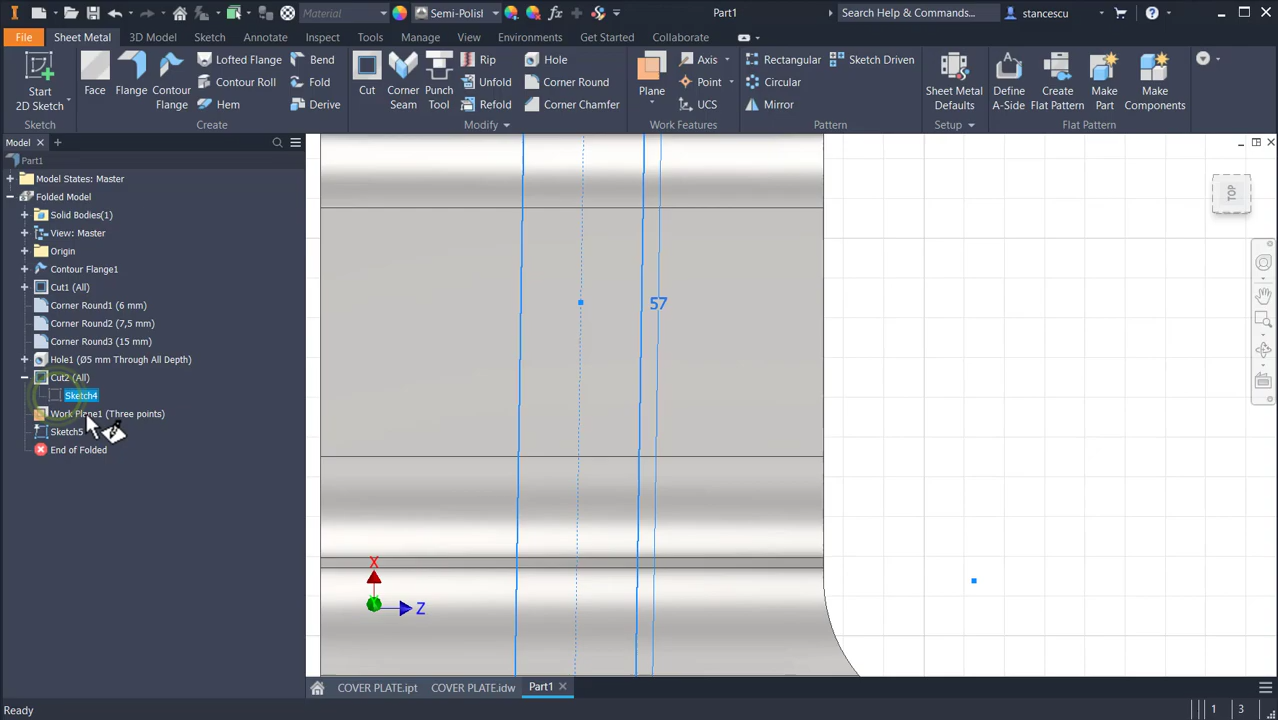 Material
Semi-Polish
fx
Part1
Search Help & Commands...
stancescu
File
Sheet Metal
3D Model
Sketch
Annotate
Inspect
Tools
Manage
View
Environments
Get Started
Collaborate
Start
2D Sketch
Face
Flange
Contour
Flange
Lofted Flange
Contour Roll
Hem
Bend
Fold
Derive
Cut
Corner
Seam
Punch
Tool
Rip
Unfold
Refold
Hole
Corner Round
Corner Chamfer
Plane
Axis
Point
UCS
Rectangular
Circular
Mirror
Sketch Driven
Sheet Metal
Defaults
Define
A-Side
Create
Flat Pattern
Make
Part
Make
Components
Sketch
Create
Modify
Work Features
Pattern
Setup
Flat Pattern
Model
Part1
Model States: Master
Folded Model
Solid Bodies(1)
View: Master
Origin
Contour Flange1
Cut1 (All)
Corner Round1 (6 mm)
Corner Round2 (7,5 mm)
Corner Round3 (15 mm)
Hole1 (Ø5 mm Through All Depth)
Cut2 (All)
Sketch4
Work Plane1 (Three points)
Sketch5
End of Folded
TOP
57
X
Z
COVER PLATE.ipt
COVER PLATE.idw
Part1
Ready
1
3